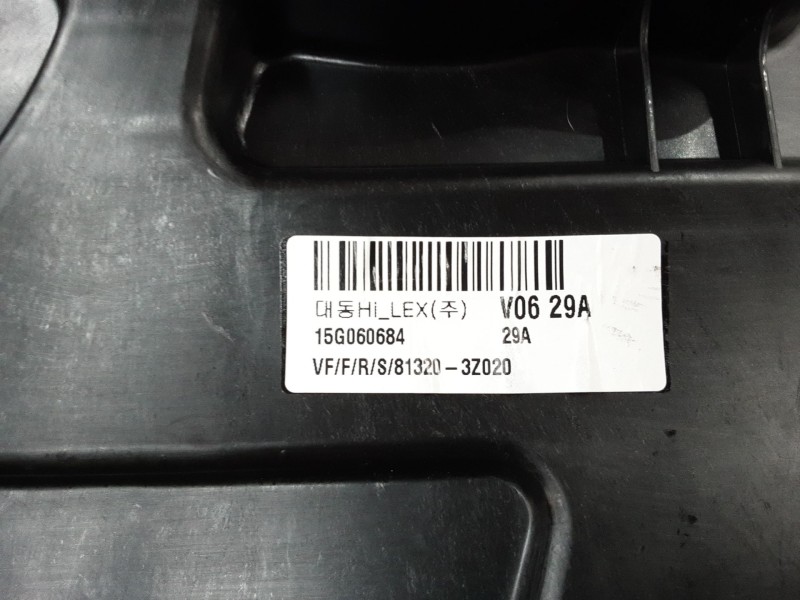 대동Hi_LEX(주) V06 29A
15G060684 29A
VF/F/R/S/81320-3Z020